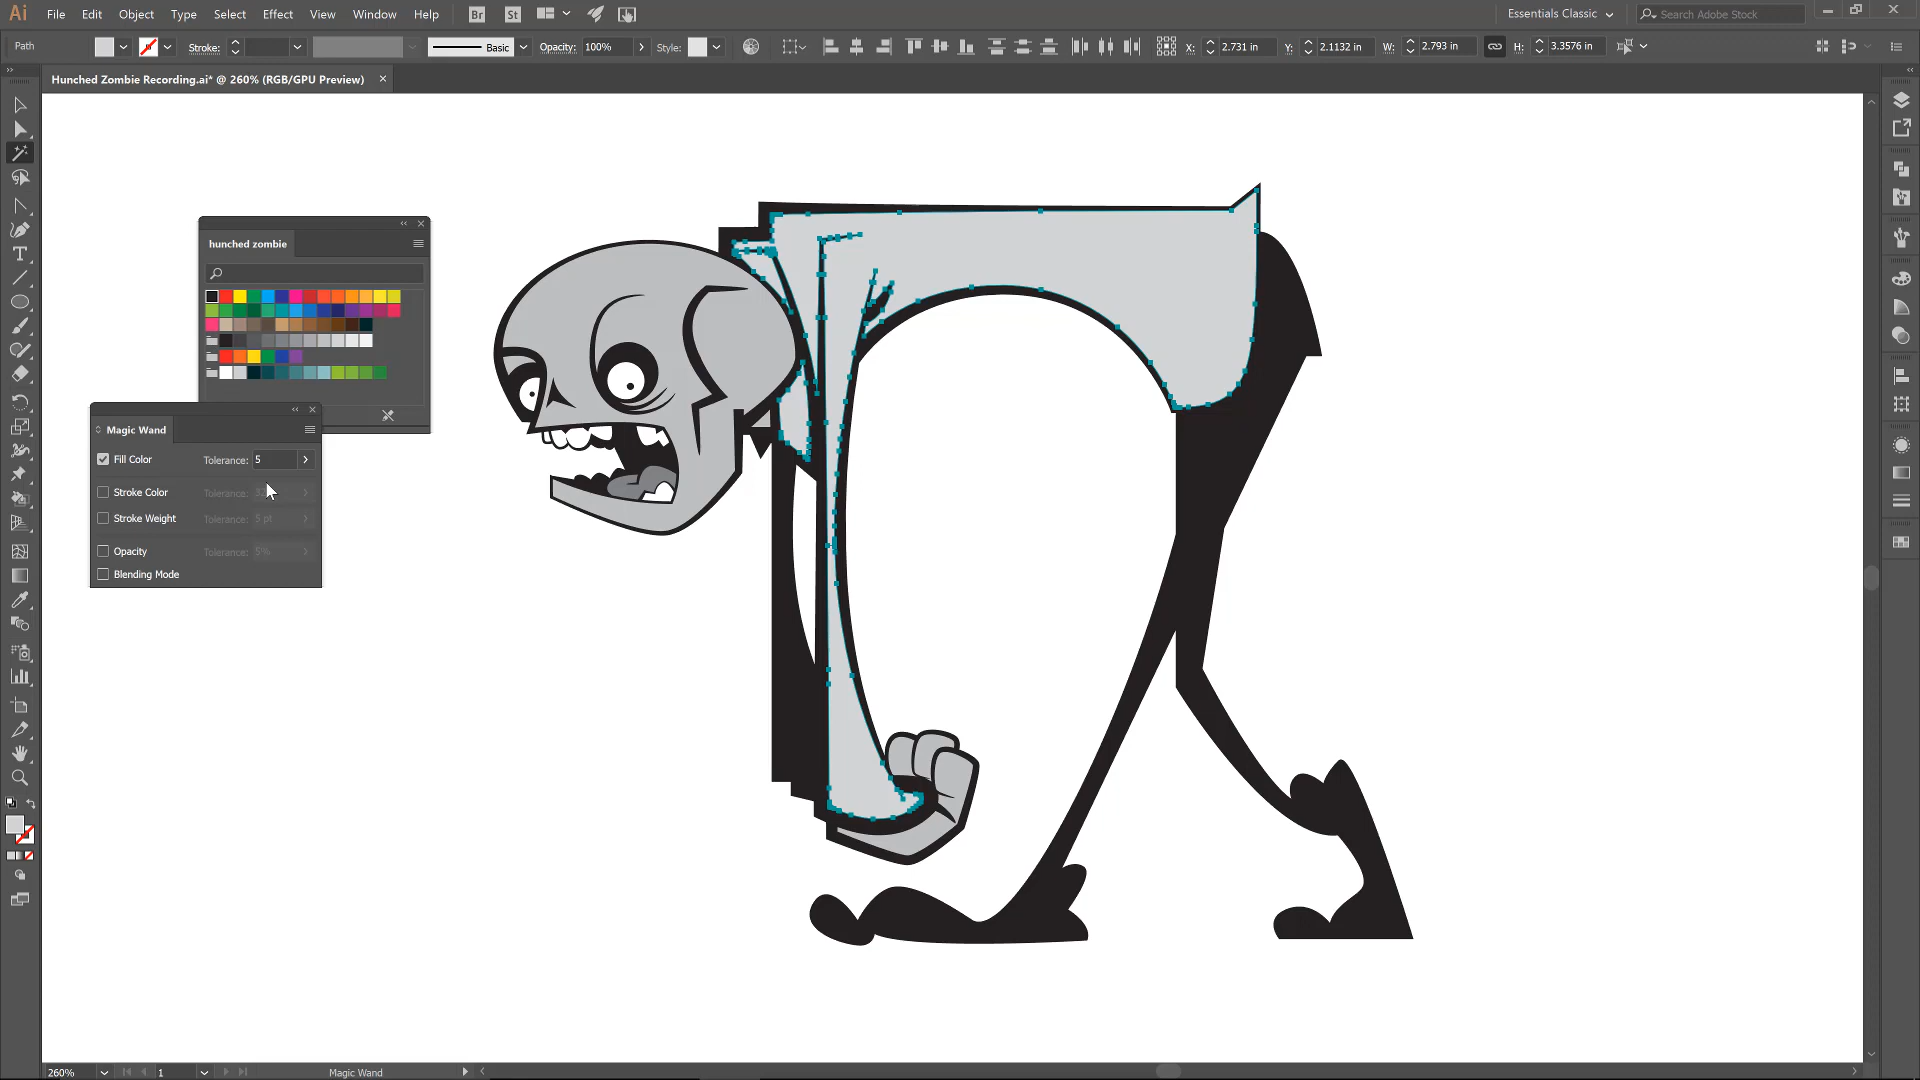 Ai File Edit Object Type Select Effect View Window Help Br St Essentials Classic Search Adobe Stock
Path Stroke: Basic Opacity: 100% Style: X: 2.731 in Y: 2.1132 in W: 2.793 in H: 3.3576 in
Hunched Zombie Recording.ai* @ 260% (RGB/GPU Preview)
hunched zombie
Magic Wand
Fill Color Tolerance: 5
Stroke Color Tolerance: 32
Stroke Weight Tolerance: 5 pt
Opacity Tolerance: 5%
Blending Mode
260% 1 Magic Wand